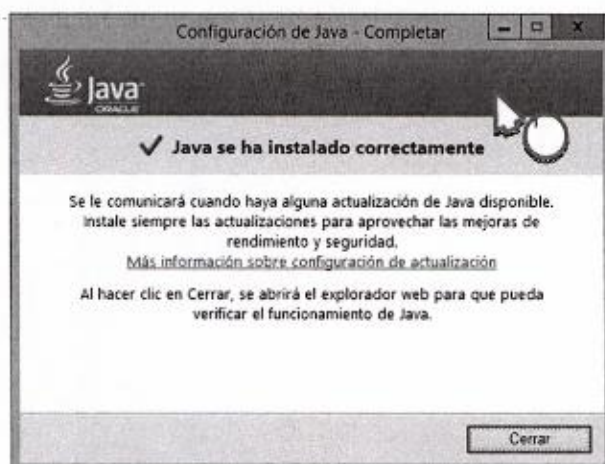 Configuración de Java - Completar
Java
ORACLE
Java se ha instalado correctamente
Se le comunicará cuando haya alguna actualización de Java disponible.
Instale siempre las actualizaciones para aprovechar las mejoras de
rendimiento y seguridad.
Más información sobre configuración de actualización
Al hacer clic en Cerrar, se abrirá el explorador web para que pueda
verificar el funcionamiento de Java.
Cerrar